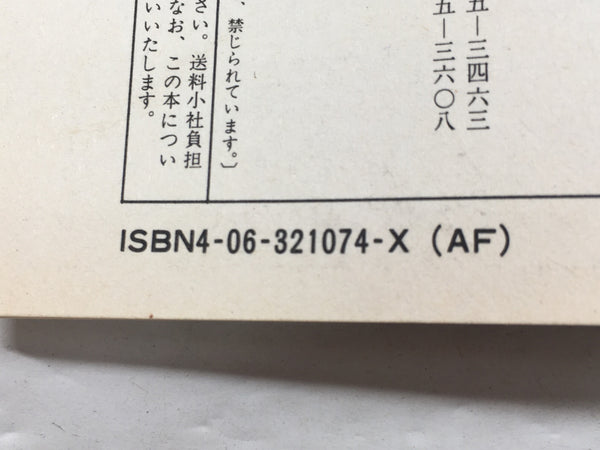 五―三四六三
五―三六〇八
、禁じられています。〕
さい。送料小社負担
なお、この本につい
いいたします。
ISBN4-06-321074-X (AF)